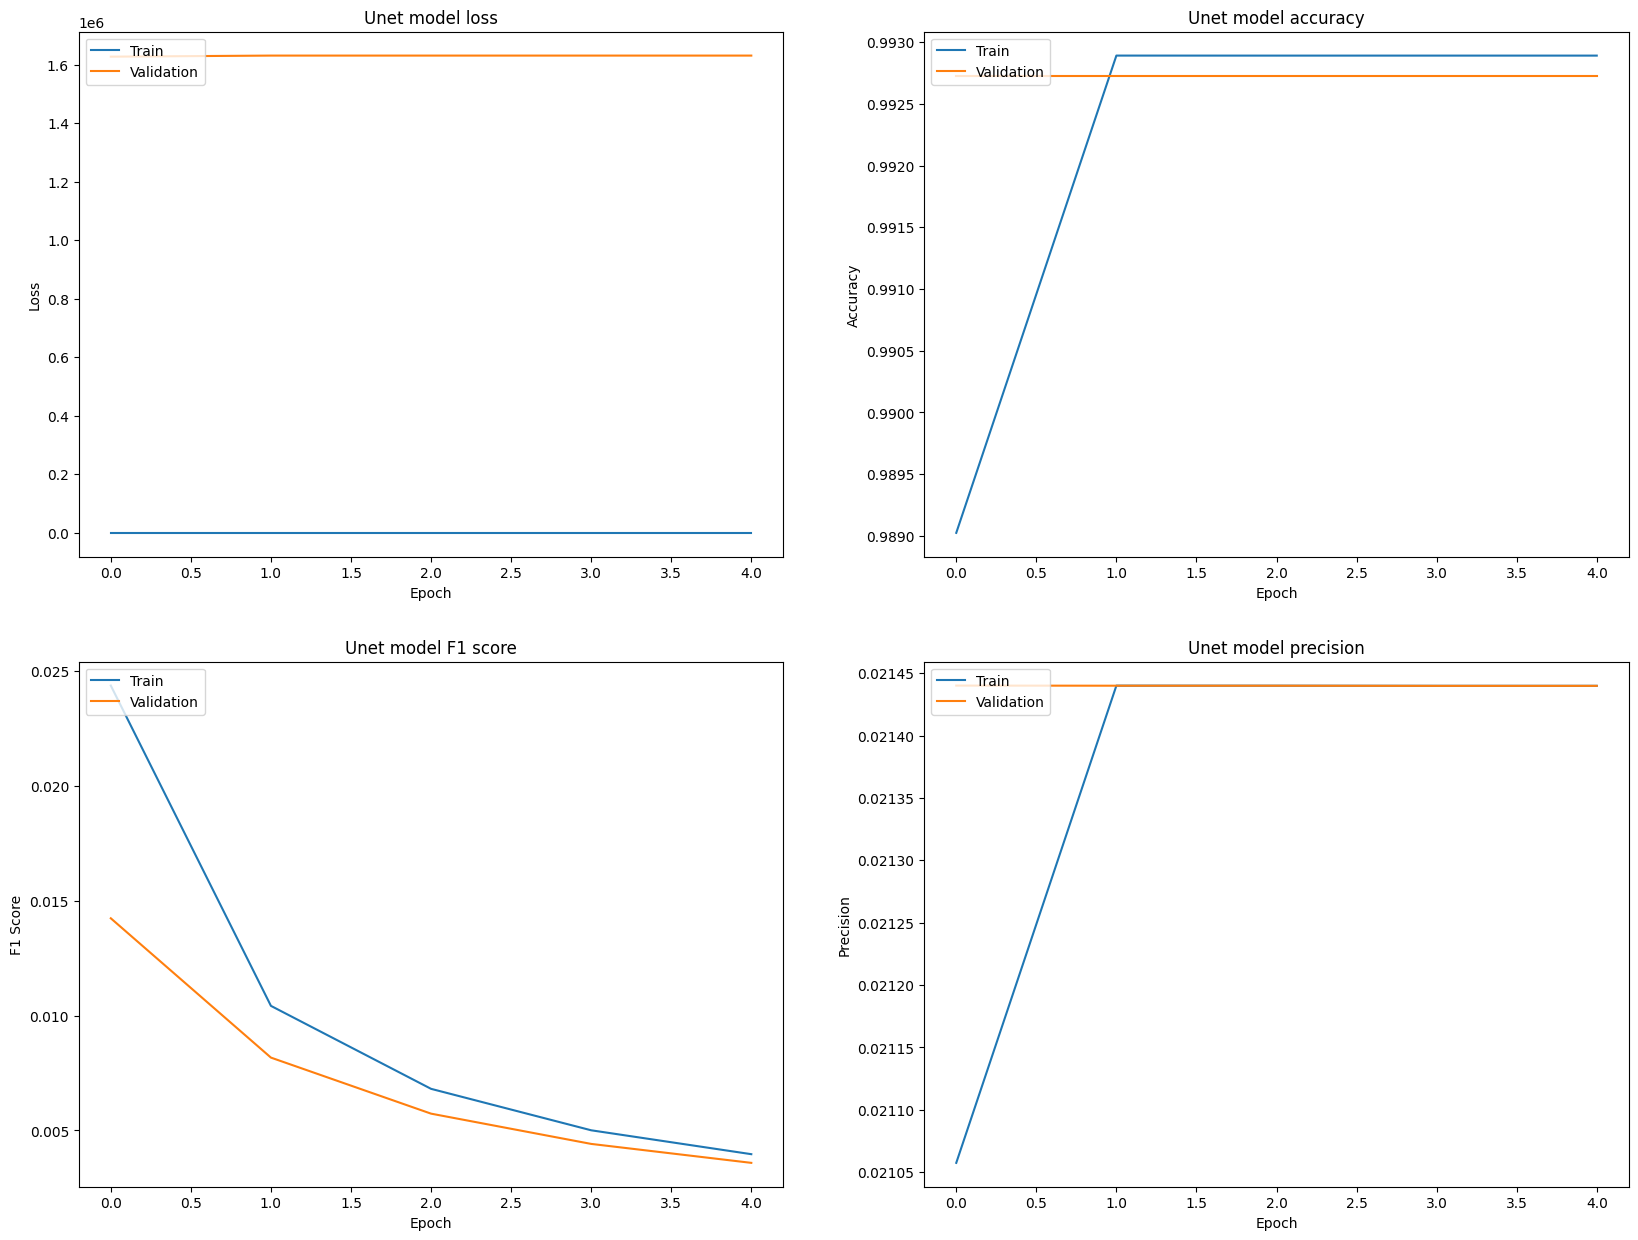 Unet model loss
1e6
Train
Validation
1.6
1.4
1.2
1.0
0.8
0.6
0.4
0.2
0.0
Loss
0.0 0.5 1.0 1.5 2.0 2.5 3.0 3.5 4.0
Epoch
Unet model accuracy
Train
Validation
0.9930
0.9925
0.9920
0.9915
0.9910
0.9905
0.9900
0.9895
0.9890
Accuracy
0.0 0.5 1.0 1.5 2.0 2.5 3.0 3.5 4.0
Epoch
Unet model F1 score
Train
Validation
0.025
0.020
0.015
0.010
0.005
F1 Score
0.0 0.5 1.0 1.5 2.0 2.5 3.0 3.5 4.0
Epoch
Unet model precision
Train
Validation
0.02145
0.02140
0.02135
0.02130
0.02125
0.02120
0.02115
0.02110
0.02105
Precision
0.0 0.5 1.0 1.5 2.0 2.5 3.0 3.5 4.0
Epoch